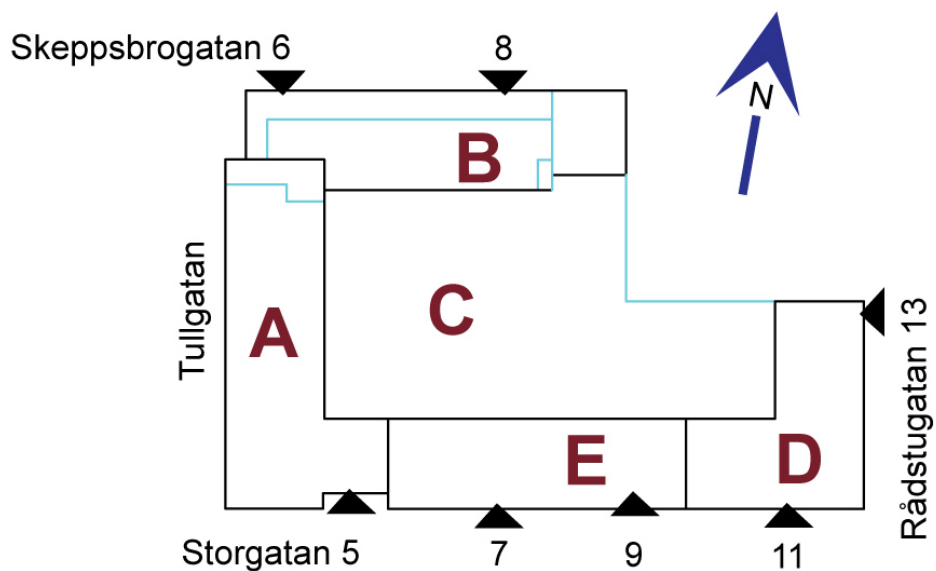 Skeppsbrogatan 6
8
N
B
Tullgatan
A
C
Rådstugatan 13
E
D
Storgatan 5
7
9
11